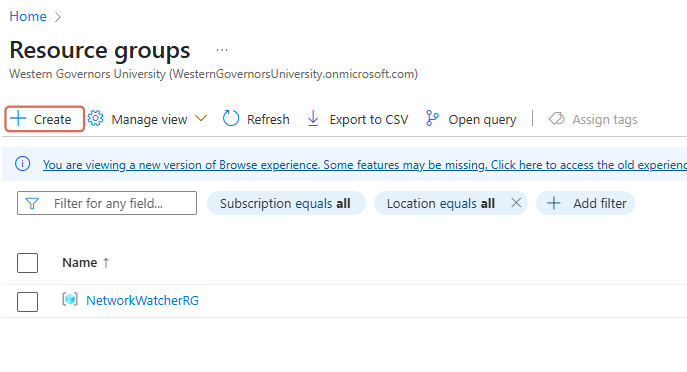 Home
Resource groups ...
Western Governors University (WesternGovernorsUniversity.onmicrosoft.com)
Create Manage view Refresh Export to CSV Open query Assign tags
You are viewing a new version of Browse experience. Some features may be missing. Click here to access the old experienc
Filter for any field... Subscription equals all Location equals all Add filter
Name ↑
NetworkWatcherRG